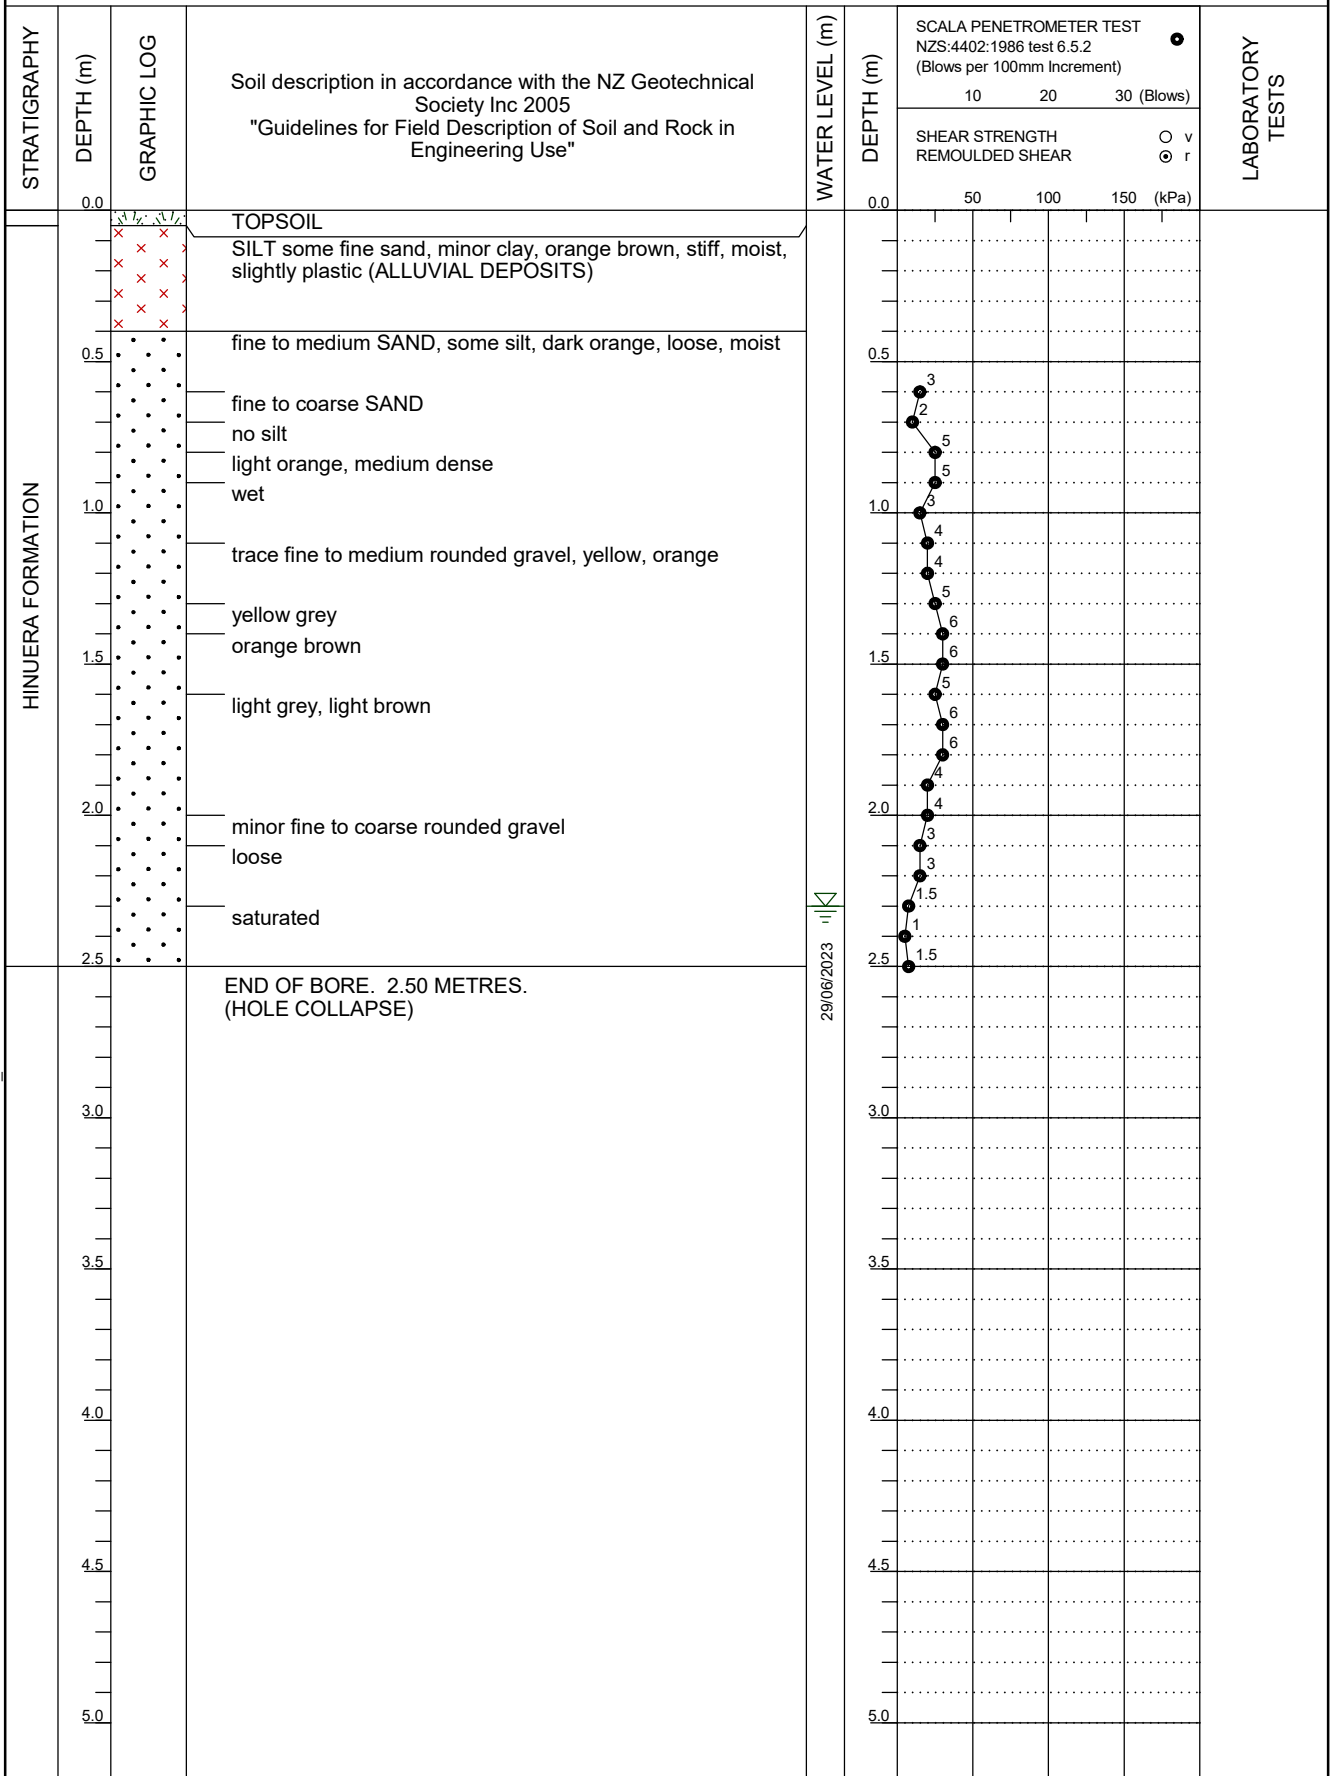 STRATIGRAPHY
DEPTH (m)
GRAPHIC LOG
Soil description in accordance with the NZ Geotechnical
Society Inc 2005
"Guidelines for Field Description of Soil and Rock in
Engineering Use"
WATER LEVEL (m)
DEPTH (m)
SCALA PENETROMETER TEST
NZS:4402:1986 test 6.5.2
(Blows per 100mm Increment)
10 20 30 (Blows)
SHEAR STRENGTH v
REMOULDED SHEAR r
50 100 150 (kPa)
LABORATORY
TESTS
0.0 0.0
TOPSOIL
SILT some fine sand, minor clay, orange brown, stiff, moist,
slightly plastic (ALLUVIAL DEPOSITS)
HINUERA FORMATION
fine to medium SAND, some silt, dark orange, loose, moist
0.5 0.5
3
fine to coarse SAND
2
no silt
5
light orange, medium dense
5
wet
1.0 1.0 3
4
trace fine to medium rounded gravel, yellow, orange
4
5
yellow grey
6
orange brown
1.5 1.5 6
5
light grey, light brown
6
6
4
2.0 2.0 4
minor fine to coarse rounded gravel
3
loose
3
1.5
saturated
1
2.5 2.5 1.5
29/06/2023
END OF BORE. 2.50 METRES.
(HOLE COLLAPSE)
3.0 3.0
3.5 3.5
4.0 4.0
4.5 4.5
5.0 5.0